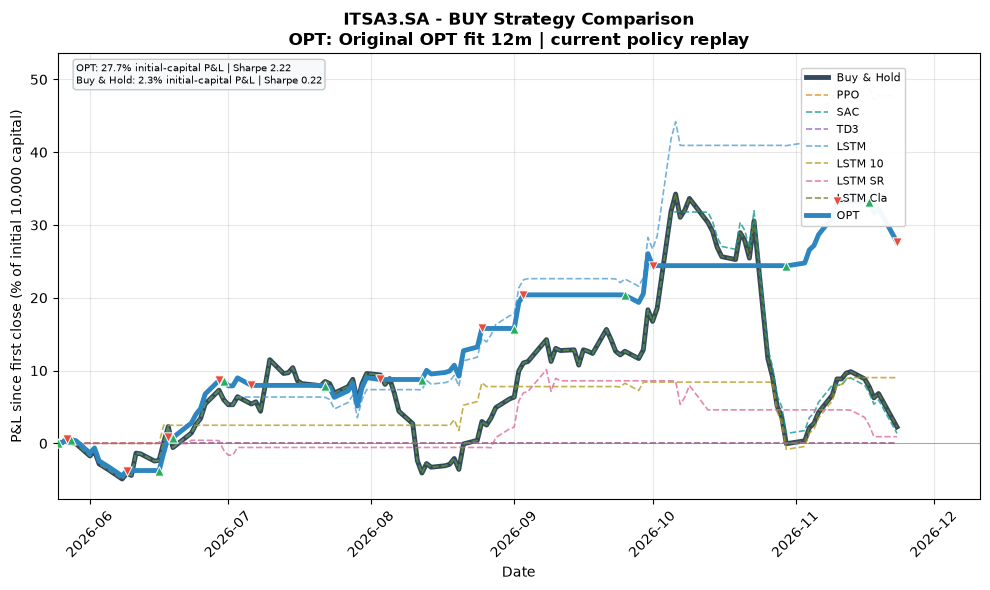 ITSA3.SA - BUY Strategy Comparison
OPT: Original OPT fit 12m | current policy replay
OPT: 27.7% initial-capital P&L | Sharpe 2.22
Buy & Hold: 2.3% initial-capital P&L | Sharpe 0.22
Buy & Hold
PPO
SAC
TD3
LSTM
LSTM 10
LSTM SR
LSTM Cla
OPT
P&L since first close (% of initial 10,000 capital)
50
40
30
20
10
0
2026-06
2026-07
2026-08
2026-09
2026-10
2026-11
2026-12
Date